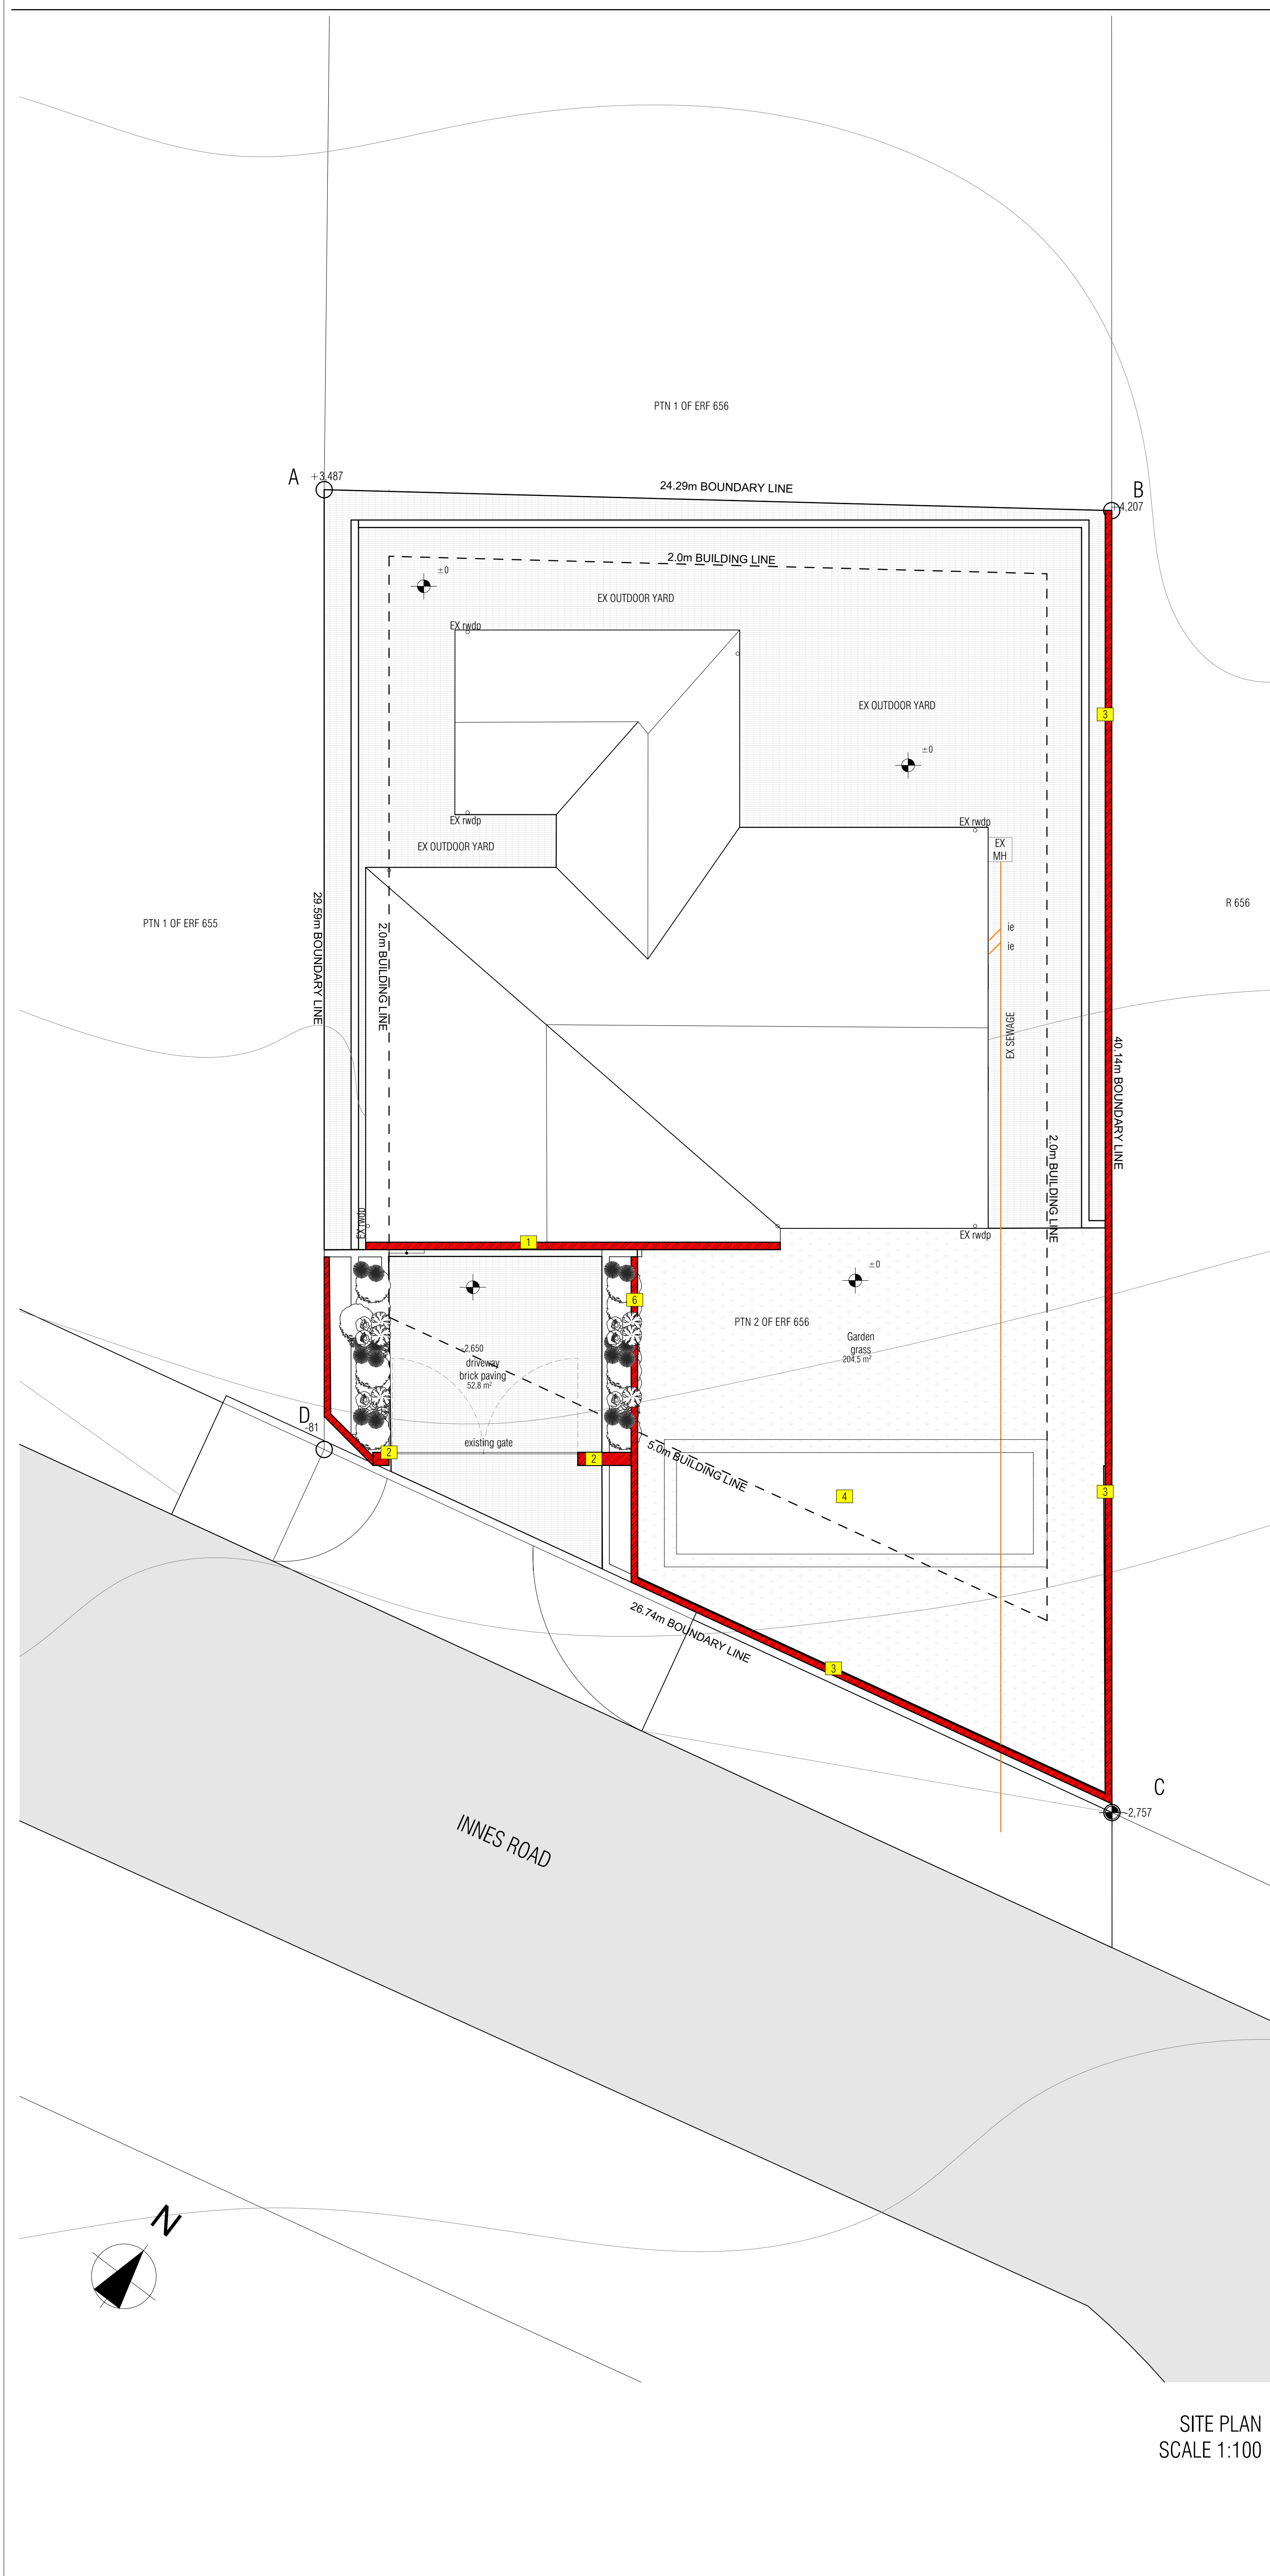 PTN 1 OF ERF 656
A
+3,487
24.29m BOUNDARY LINE
B
+4,207
2.0m BUILDING LINE
±0
EX OUTDOOR YARD
EX rwdp
EX OUTDOOR YARD
3
±0
EX rwdp
EX rwdp
EX
MH
EX OUTDOOR YARD
29.59m BOUNDARY LINE
PTN 1 OF ERF 655
2.0m BUILDING LINE
R 656
ie
ie
EX SEWAGE
40.14m BOUNDARY LINE
2.0m BUILDING LINE
EX rwdp
1
EX rwdp
±0
6
PTN 2 OF ERF 656
Garden
grass
204,5 m²
-2,650
driveway
brick paving
52,8 m²
D
-81
existing gate
2
2
5.0m BUILDING LINE
4
3
26.74m BOUNDARY LINE
3
C
-2,757
INNES ROAD
N
SITE PLAN
SCALE 1:100